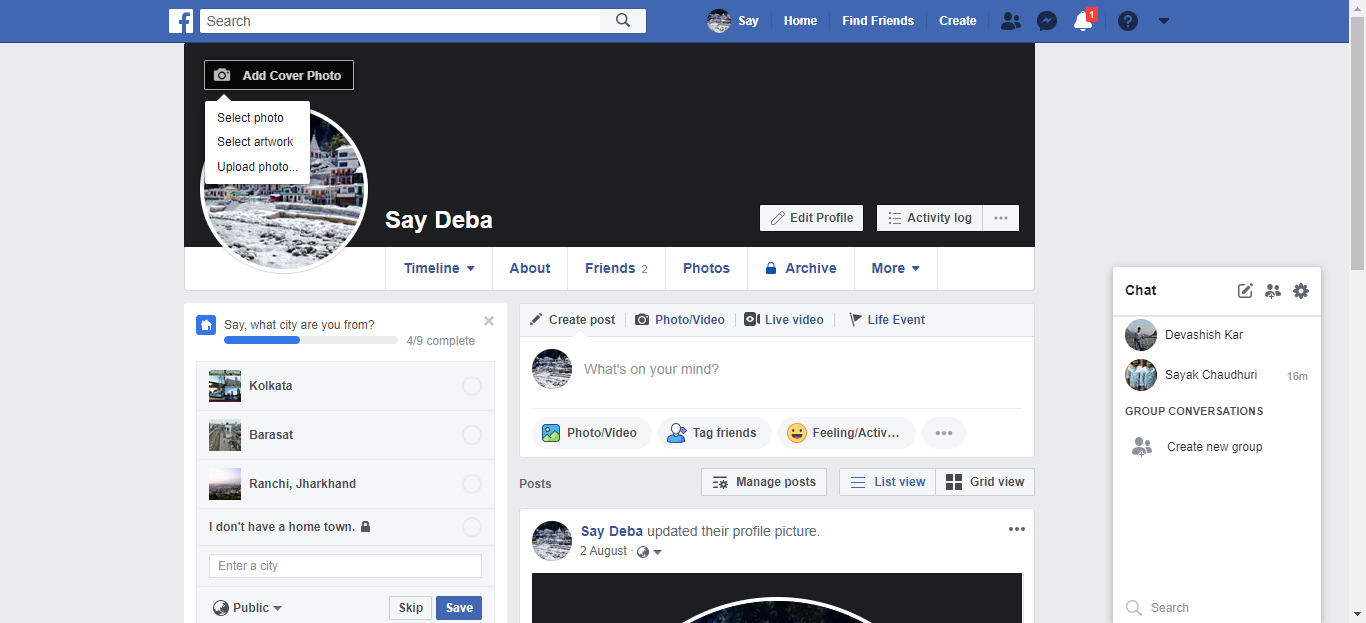 Search
Say
Home
Find Friends
Create
1
Add Cover Photo
Select photo
Select artwork
Upload photo...
Say Deba
Edit Profile
Activity log
Timeline
About
Friends 2
Photos
Archive
More
Say, what city are you from?
4/9 complete
Kolkata
Barasat
Ranchi, Jharkhand
I don't have a home town.
Enter a city
Public
Skip
Save
Create post
Photo/Video
Live video
Life Event
What's on your mind?
Photo/Video
Tag friends
Feeling/Activ...
Posts
Manage posts
List view
Grid view
Say Deba updated their profile picture.
2 August ·
Chat
Devashish Kar
Sayak Chaudhuri 16m
GROUP CONVERSATIONS
Create new group
Search